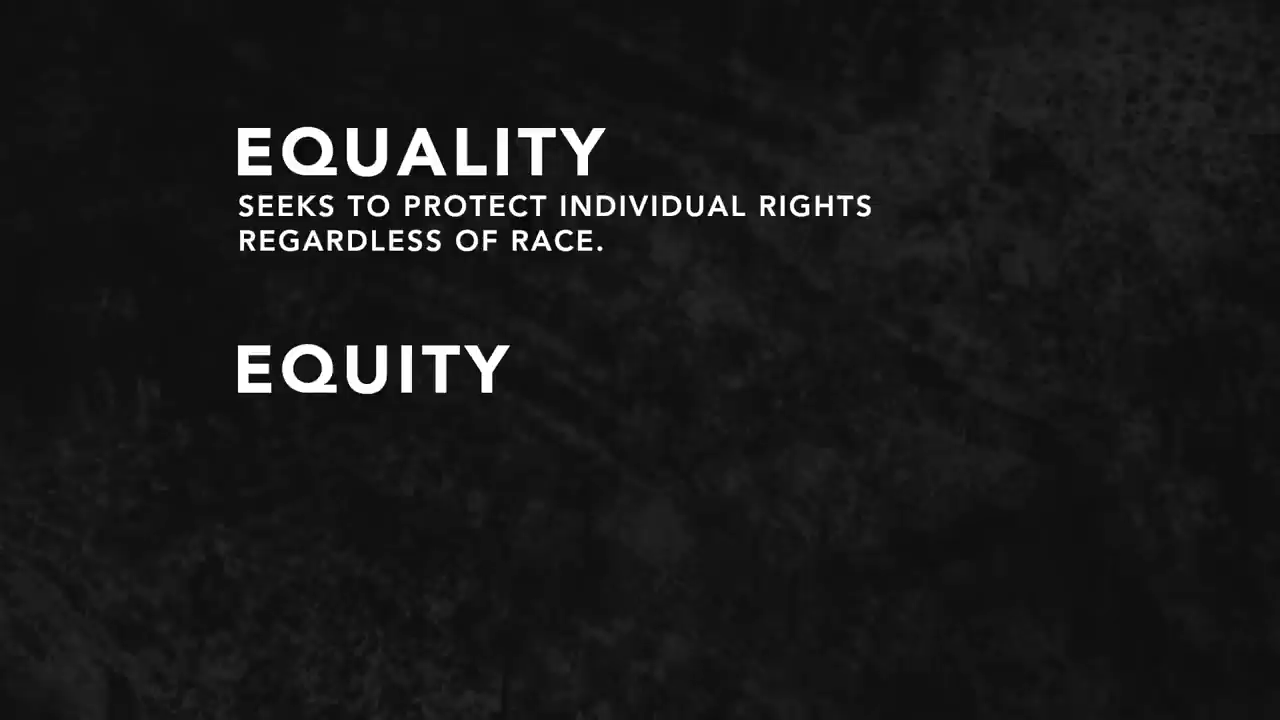 EQUALITY
SEEKS TO PROTECT INDIVIDUAL RIGHTS
REGARDLESS OF RACE.
EQUITY